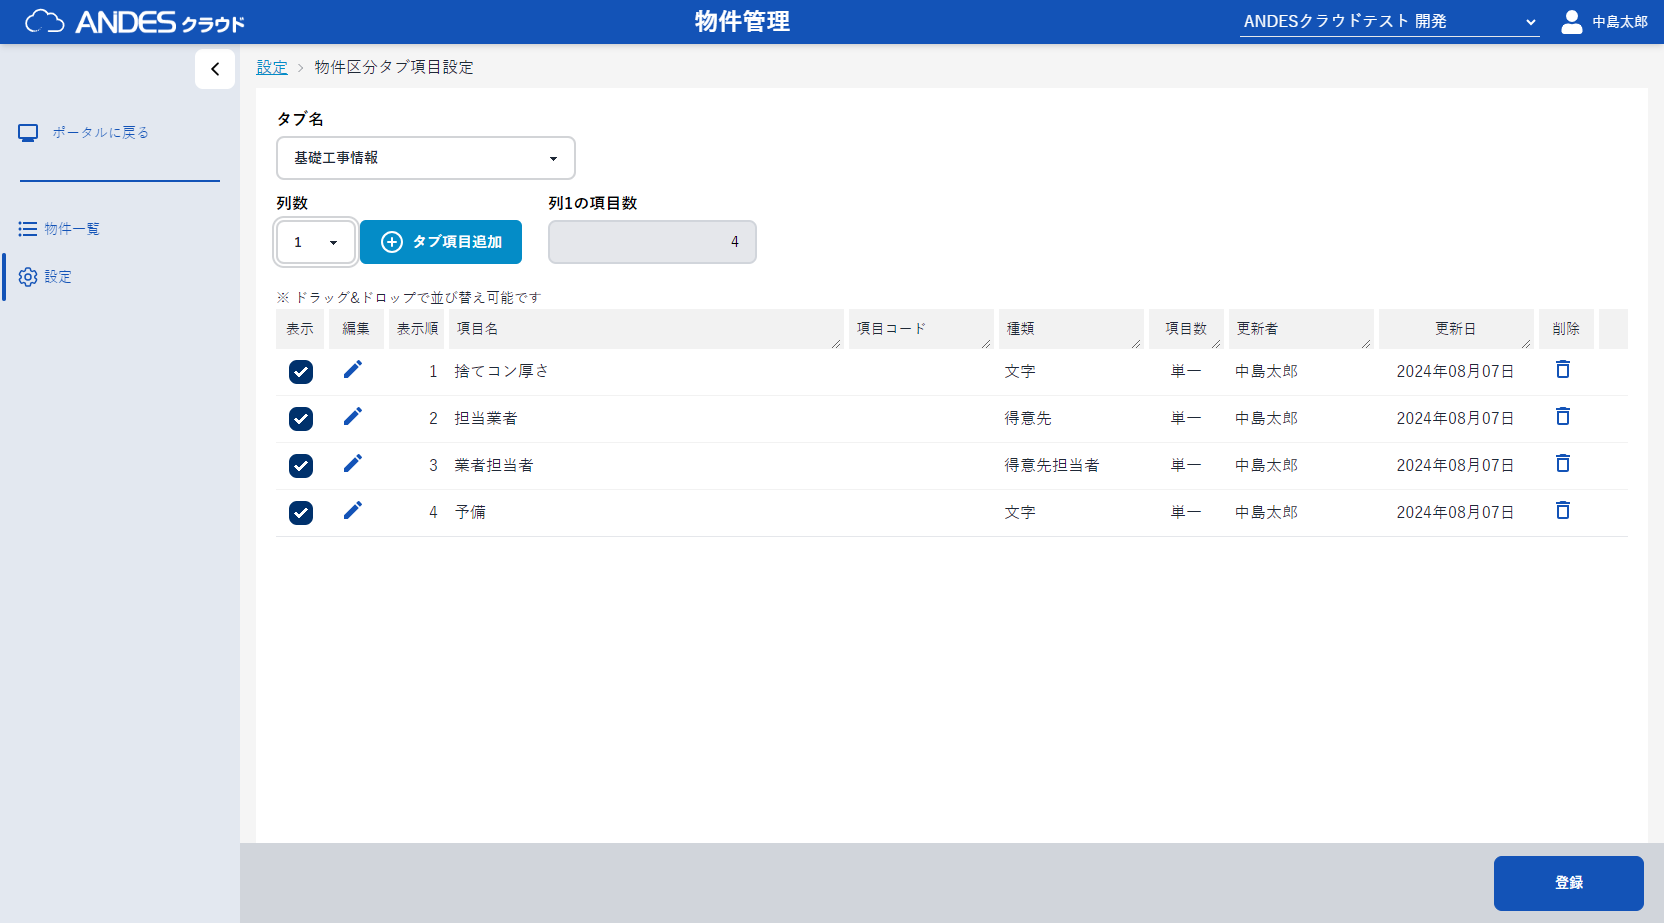 ANDES クラウド
物件管理
ANDESクラウドテスト 開発
中島太郎
設定 > 物件区分タブ項目設定
ポータルに戻る
物件一覧
設定
タブ名
基礎工事情報
列数
列1の項目数
1
タブ項目追加
4
※ ドラッグ&ドロップで並び替え可能です
表示 編集 表示順 項目名 項目コード 種類 項目数 更新者 更新日 削除
1 捨てコン厚さ 文字 単一 中島太郎 2024年08月07日
2 担当業者 得意先 単一 中島太郎 2024年08月07日
3 業者担当者 得意先担当者 単一 中島太郎 2024年08月07日
4 予備 文字 単一 中島太郎 2024年08月07日
登録